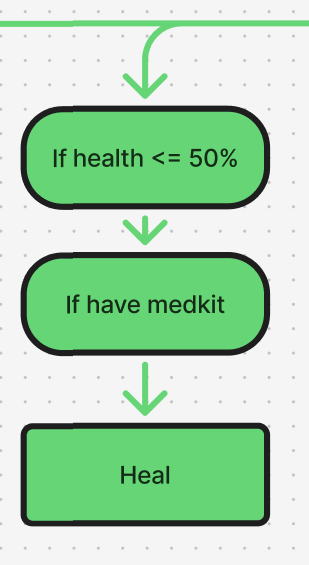 If health <= 50%
If have medkit
Heal